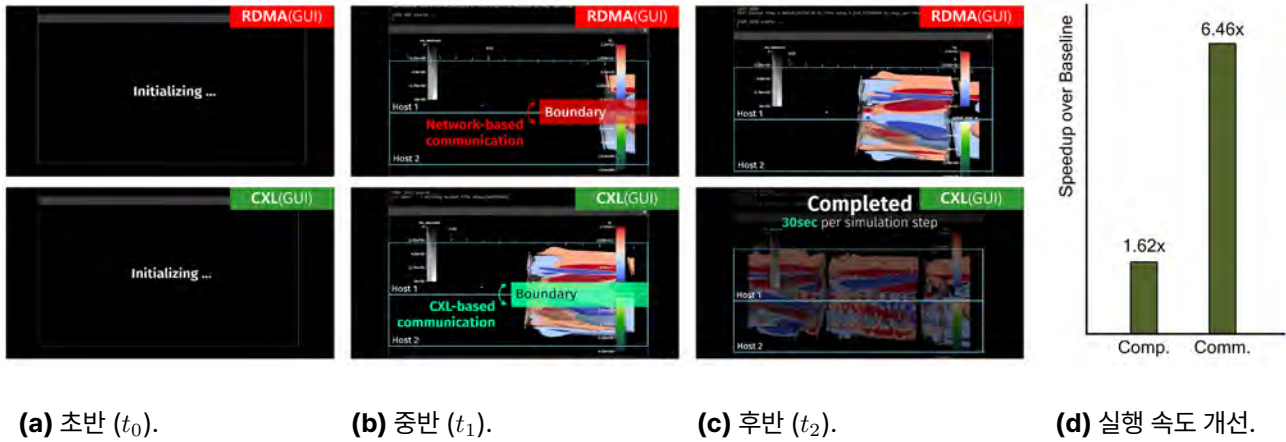 RDMA(GUI)
Initializing ...
RDMA(GUI)
Host 1
Boundary
Network-based
communication
Host 2
RDMA(GUI)
Host 1
Host 2
CXL(GUI)
Initializing ...
CXL(GUI)
Host 1
Boundary
CXL-based
communication
Host 2
Completed
CXL(GUI)
30sec per simulation step
Host 1
Host 2
Speedup over Baseline
6.46x
1.62x
Comp.
Comm.
(a) 초반 (t₀).
(b) 중반 (t₁).
(c) 후반 (t₂).
(d) 실행 속도 개선.